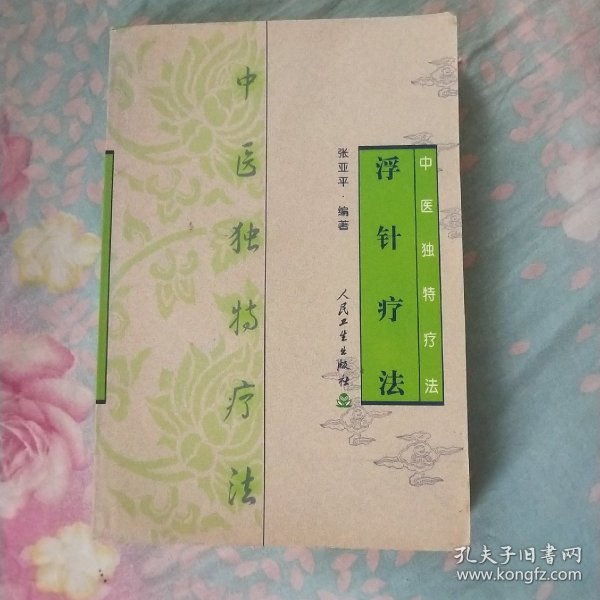 中医独特疗法
浮针疗法
中医独特疗法
张亚平·编著
人民卫生出版社
孔夫子旧书网
www.kongfz.com